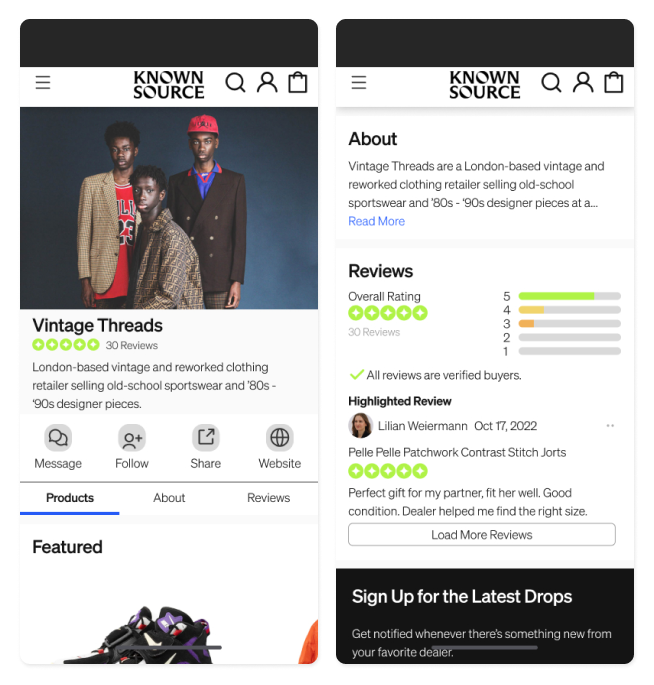 KNOWN
SOURCE
Vintage Threads
30 Reviews
London-based vintage and reworked clothing
retailer selling old-school sportswear and '80s -
'90s designer pieces.
Message
Follow
Share
Website
Products
About
Reviews
Featured
KNOWN
SOURCE
About
Vintage Threads are a London-based vintage and
reworked clothing retailer selling old-school
sportswear and '80s - '90s designer pieces at a...
Read More
Reviews
Overall Rating
30 Reviews
5
4
3
2
1
All reviews are verified buyers.
Highlighted Review
Lilian Weiermann Oct 17, 2022
Pelle Pelle Patchwork Contrast Stitch Jorts
Perfect gift for my partner, fit her well. Good
condition. Dealer helped me find the right size.
Load More Reviews
Sign Up for the Latest Drops
Get notified whenever there's something new from
your favorite dealer.